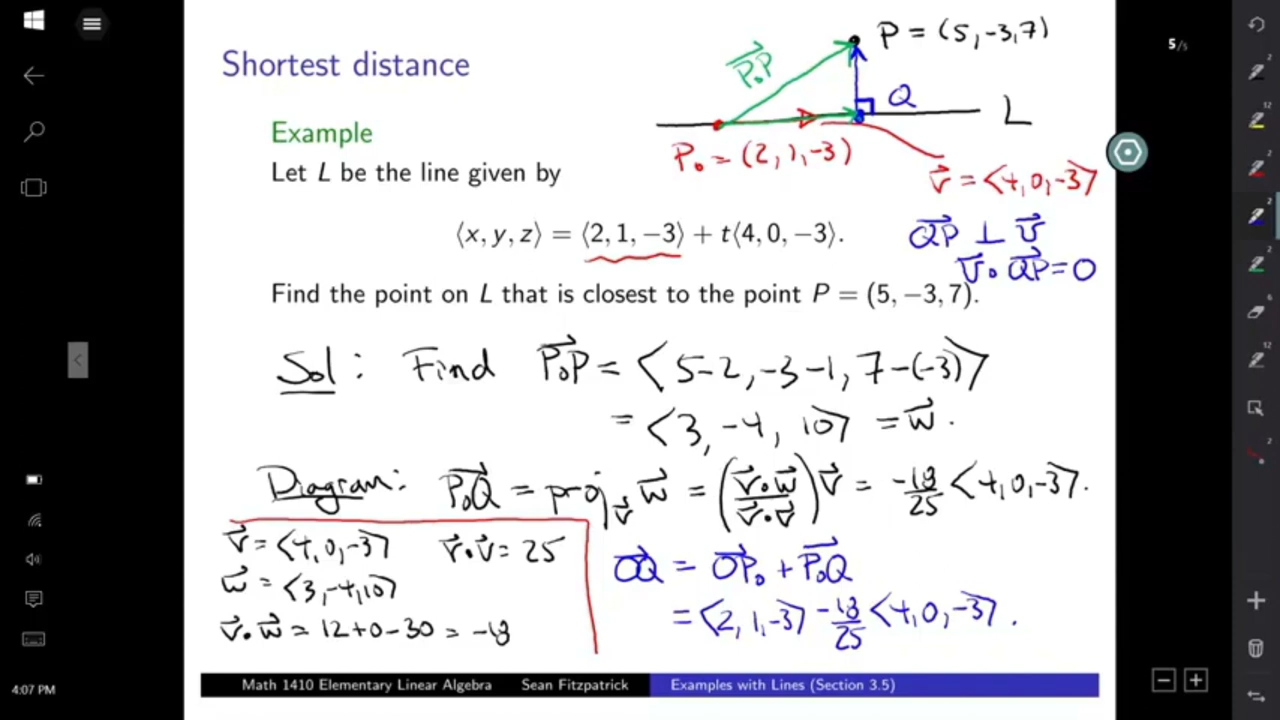 Shortest distance
P = (5, -3, 7)
P₀P⃗
Q
L
P₀ = (2, 1, -3)
v⃗ = ⟨4, 0, -3⟩
QP⃗ ⊥ v⃗
v⃗ • QP⃗ = 0
5/5
Example
Let L be the line given by
⟨x, y, z⟩ = ⟨2, 1, −3⟩ + t⟨4, 0, −3⟩.
Find the point on L that is closest to the point P = (5, −3, 7).
Sol : Find P₀P⃗ = ⟨5-2, -3-1, 7-(-3)⟩
= ⟨3, -4, 10⟩ = w⃗.
Diagram: P₀Q⃗ = proj_v⃗ w⃗ = (v⃗•w⃗ / v⃗•v⃗) v⃗ = -18/25 ⟨4, 0, -3⟩.
v⃗ = ⟨4, 0, -3⟩ v⃗•v⃗ = 25
w⃗ = ⟨3, -4, 10⟩
v⃗•w⃗ = 12+0-30 = -18
OQ⃗ = OP₀⃗ + P₀Q⃗
= ⟨2, 1, -3⟩ -18/25 ⟨4, 0, -3⟩.
Math 1410 Elementary Linear Algebra Sean Fitzpatrick Examples with Lines (Section 3.5)
4:07 PM